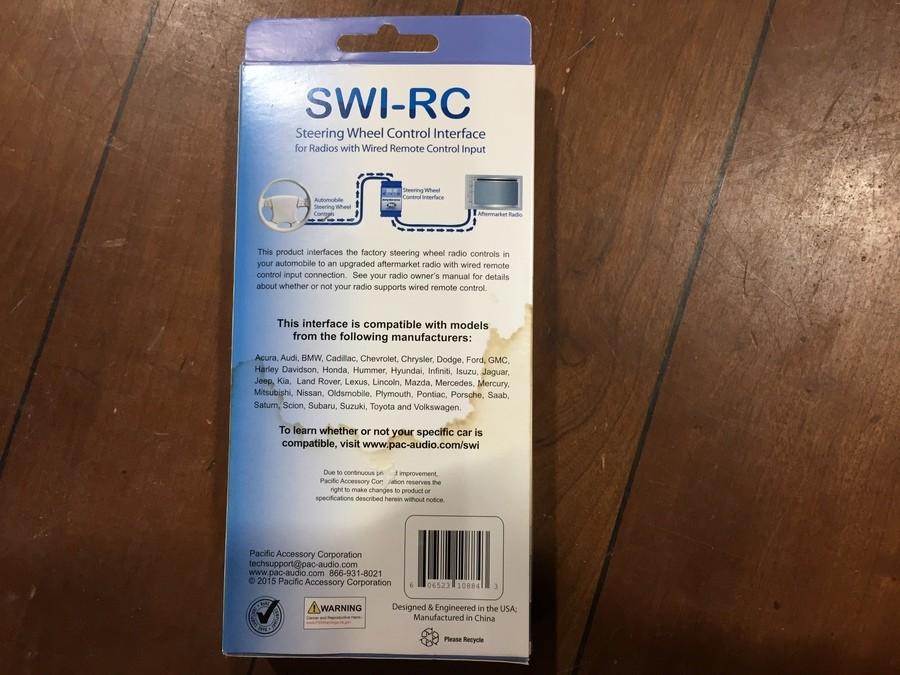 SWI-RC
Steering Wheel Control Interface
for Radios with Wired Remote Control Input
Automobile
Steering Wheel
Controls
Steering Wheel
Control Interface
Aftermarket Radio
This product interfaces the factory steering wheel radio controls in
your automobile to an upgraded aftermarket radio with wired remote
control input connection. See your radio owner's manual for details
about whether or not your radio supports wired remote control.
This interface is compatible with models
from the following manufacturers:
Acura, Audi, BMW, Cadillac, Chevrolet, Chrysler, Dodge, Ford, GMC,
Harley Davidson, Honda, Hummer, Hyundai, Infiniti, Isuzu, Jaguar,
Jeep, Kia, Land Rover, Lexus, Lincoln, Mazda, Mercedes, Mercury,
Mitsubishi, Nissan, Oldsmobile, Plymouth, Pontiac, Porsche, Saab,
Saturn, Scion, Subaru, Suzuki, Toyota and Volkswagen.
To learn whether or not your specific car is
compatible, visit www.pac-audio.com/swi
Due to continuous improvement,
Pacific Accessory reserves the
right to make changes to product or
specifications described herein without notice.
Pacific Accessory Corporation
techsupport@pac-audio.com
www.pac-audio.com 866-931-8021
© 2015 Pacific Accessory Corporation
6 06523 10884 3
WARNING
Cancer and Reproductive Harm
Designed & Engineered in the USA;
Manufactured in China
Please Recycle